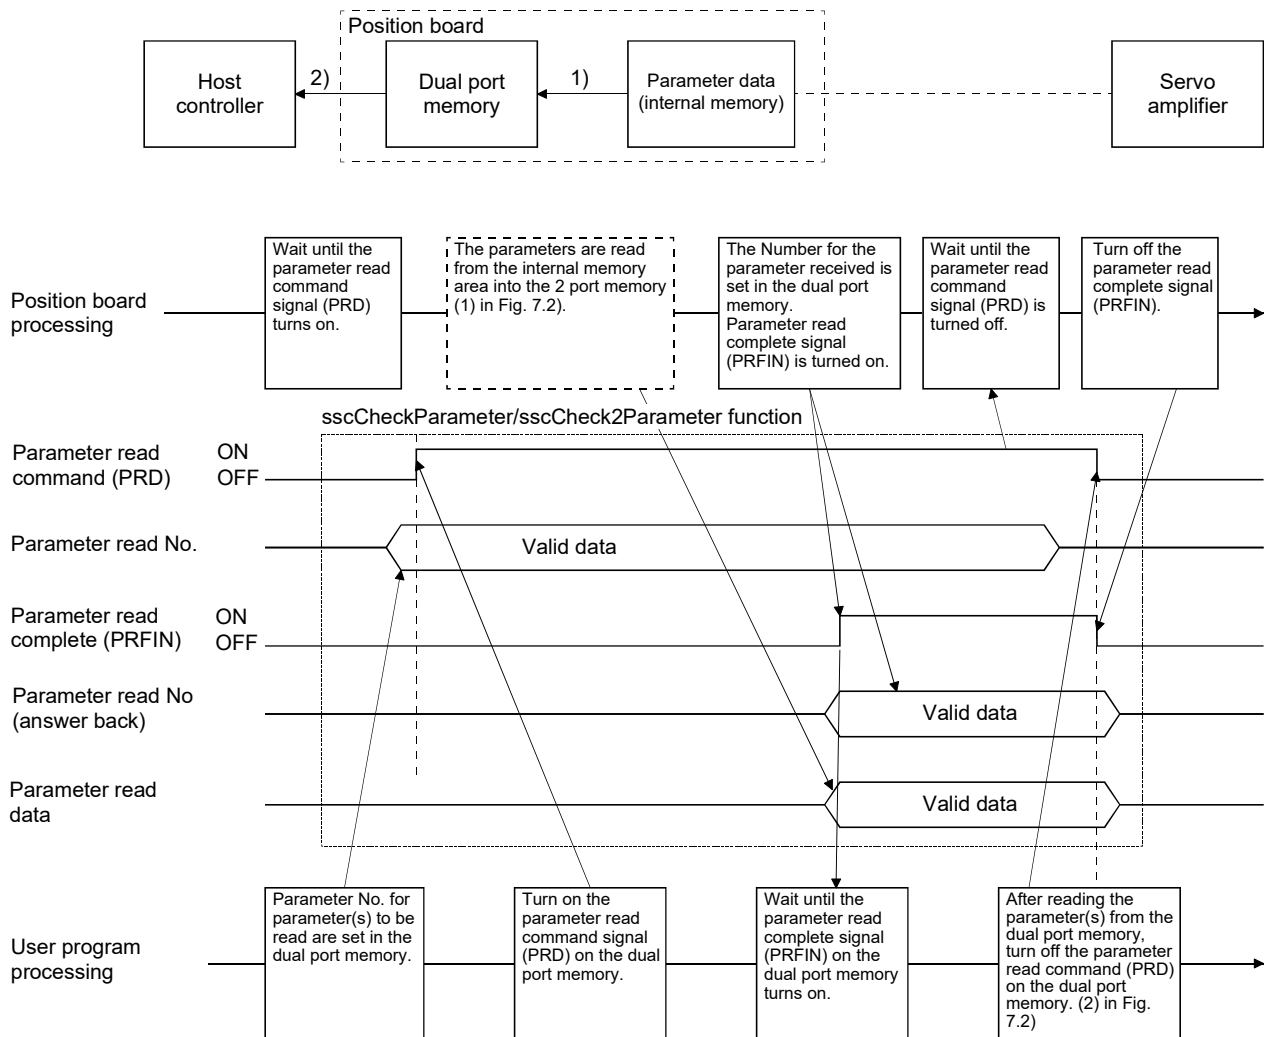 Position board
Host
controller
2)
Dual port
memory
1)
Parameter data
(internal memory)
Servo
amplifier
Position board
processing
Wait until the
parameter read
command
signal (PRD)
turns on.
The parameters are read
from the internal memory
area into the 2 port memory
(1) in Fig. 7.2).
The Number for the
parameter received is
set in the dual port
memory.
Parameter read
complete signal
(PRFIN) is turned on.
Wait until the
parameter read
command
signal (PRD) is
turned off.
Turn off the
parameter read
complete signal
(PRFIN).
sscCheckParameter/sscCheck2Parameter function
Parameter read
command (PRD)
ON
OFF
Parameter read No.
Valid data
Parameter read
complete (PRFIN)
ON
OFF
Parameter read No
(answer back)
Valid data
Parameter read
data
Valid data
User program
processing
Parameter No. for
parameter(s) to be
read are set in the
dual port memory.
Turn on the
parameter read
command signal
(PRD) on the dual
port memory.
Wait until the
parameter read
complete signal
(PRFIN) on the
dual port memory
turns on.
After reading the
parameter(s) from the
dual port memory,
turn off the parameter
read command (PRD)
on the dual port
memory. (2) in Fig.
7.2)